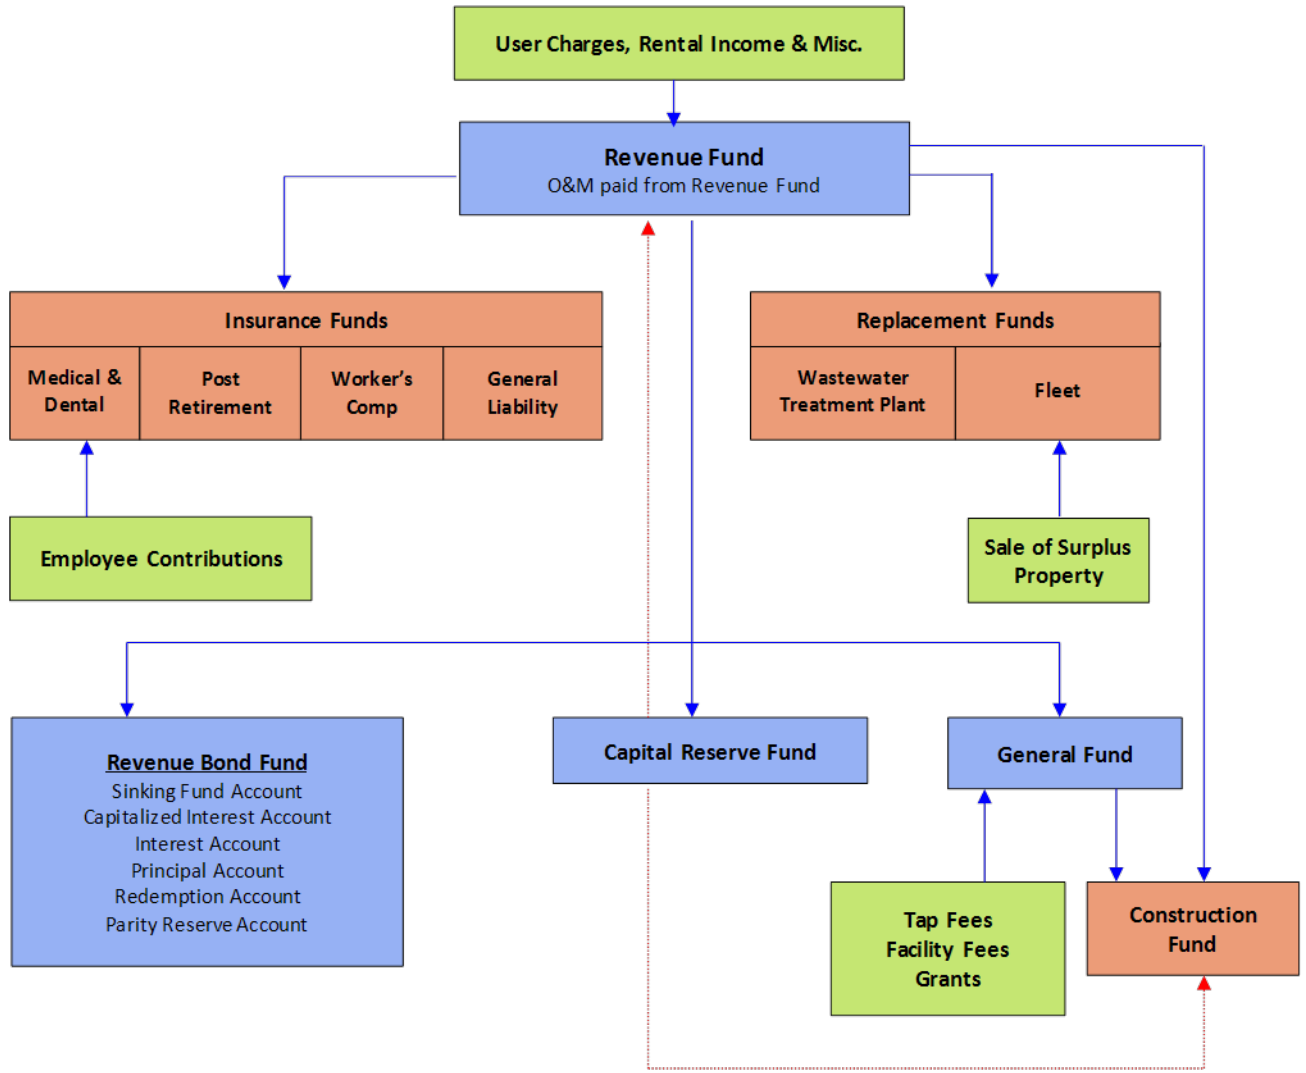 User Charges, Rental Income & Misc.
Revenue Fund
O&M paid from Revenue Fund
Insurance Funds
Medical &
Dental
Post
Retirement
Worker’s
Comp
General
Liability
Replacement Funds
Wastewater
Treatment Plant
Fleet
Employee Contributions
Sale of Surplus
Property
Revenue Bond Fund
Sinking Fund Account
Capitalized Interest Account
Interest Account
Principal Account
Redemption Account
Parity Reserve Account
Capital Reserve Fund
General Fund
Tap Fees
Facility Fees
Grants
Construction
Fund